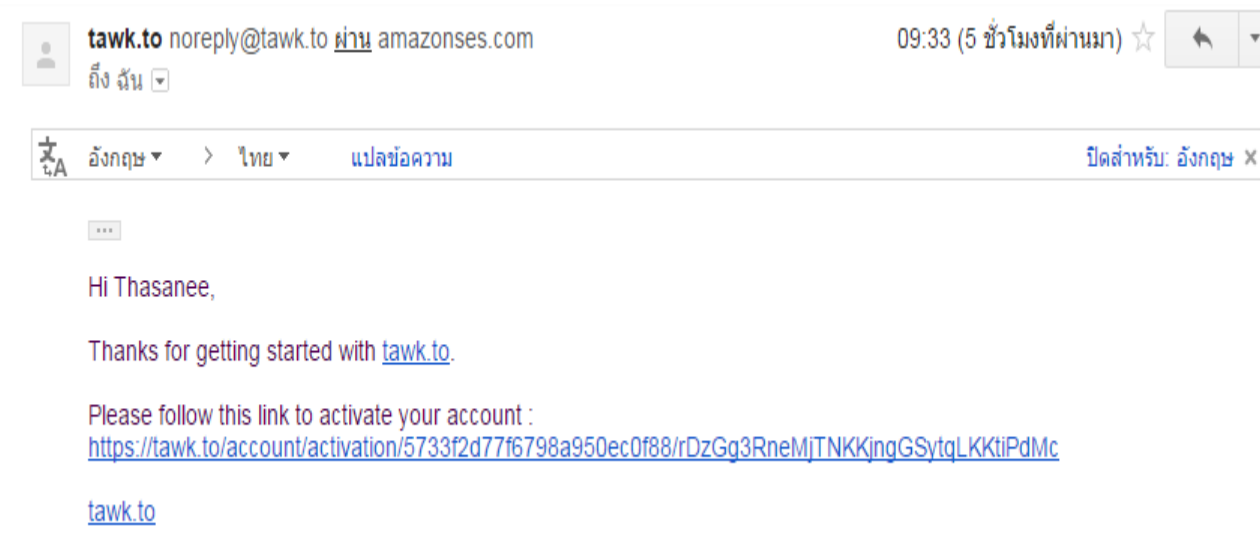 tawk.to noreply@tawk.to ผ่าน amazonses.com 09:33 (5 ชั่วโมงที่ผ่านมา)
ถึง ฉัน
อังกฤษ ไทย แปลข้อความ ปิดสำหรับ: อังกฤษ ×
...
Hi Thasanee,
Thanks for getting started with tawk.to.
Please follow this link to activate your account :
https://tawk.to/account/activation/5733f2d77f6798a950ec0f88/rDzGg3RneMjTNKKjngGSytqLKKtiPdMc
tawk.to